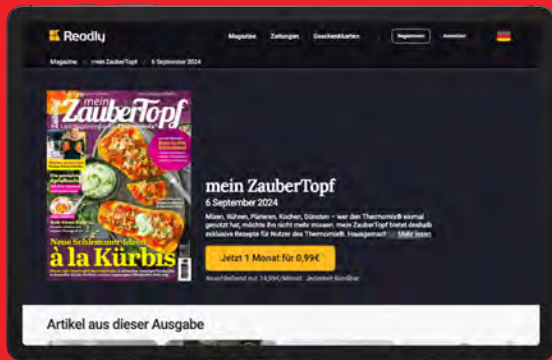 Readly
Magazine Zeitungen Geschenkkarten Registrieren Anmelden
Magazine mein ZauberTopf 6 September 2024
mein
ZauberTopf
Neue Schlemmer-Ideen
à la Kürbis
mein ZauberTopf
6 September 2024
Mixen, Rühren, Pürieren, Kochen, Dünsten – wer den Thermomix® einmal
genutzt hat, möchte ihn nicht mehr missen. mein ZauberTopf bietet deshalb
exklusive Rezepte für Nutzer des Thermomix®. Hausgemacht Mehr lesen
Jetzt 1 Monat für 0,99€
Anschließend nur 14,99€/Monat. Jederzeit kündbar.
Artikel aus dieser Ausgabe